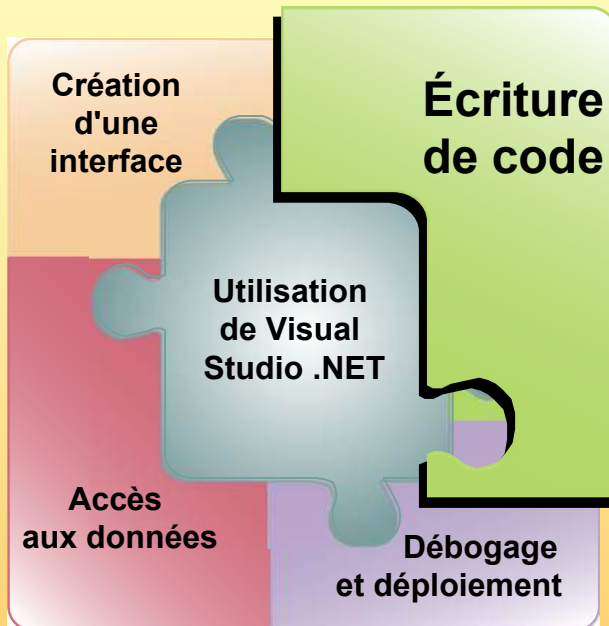 Création
d'une
interface
Écriture
de code
Utilisation
de Visual
Studio .NET
Accès
aux données
Débogage
et déploiement